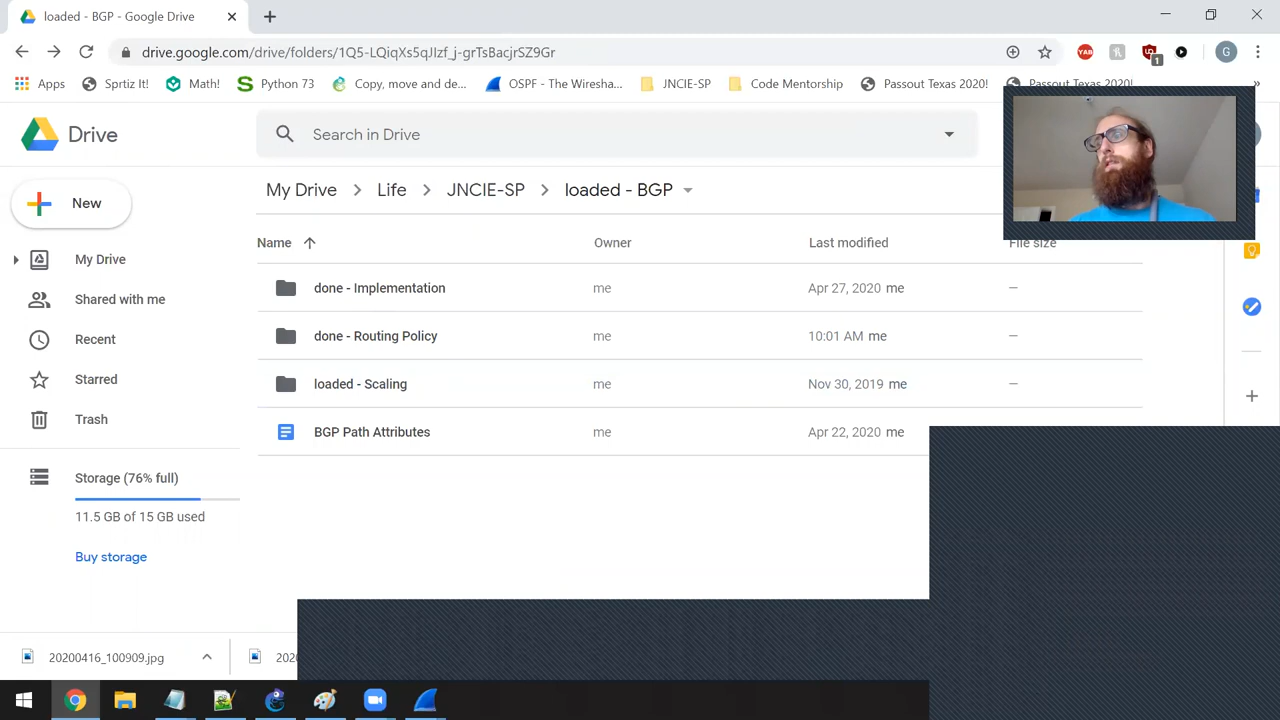 loaded - BGP - Google Drive
drive.google.com/drive/folders/1Q5-LQiqXs5qJIzf_j-grTsBacjrSZ9Gr
YAB
1
G
Apps
Sprtiz It!
Math!
Python 73
Copy, move and de...
OSPF - The Wiresha...
JNCIE-SP
Code Mentorship
Passout Texas 2020!
Passout Texas 2020!
»
Drive
Search in Drive
New
My Drive
Life
JNCIE-SP
loaded - BGP
Name
Owner
Last modified
File size
done - Implementation
me
Apr 27, 2020 me
—
done - Routing Policy
me
10:01 AM me
—
loaded - Scaling
me
Nov 30, 2019 me
—
BGP Path Attributes
me
Apr 22, 2020 me
My Drive
Shared with me
Recent
Starred
Trash
Storage (76% full)
11.5 GB of 15 GB used
Buy storage
20200416_100909.jpg